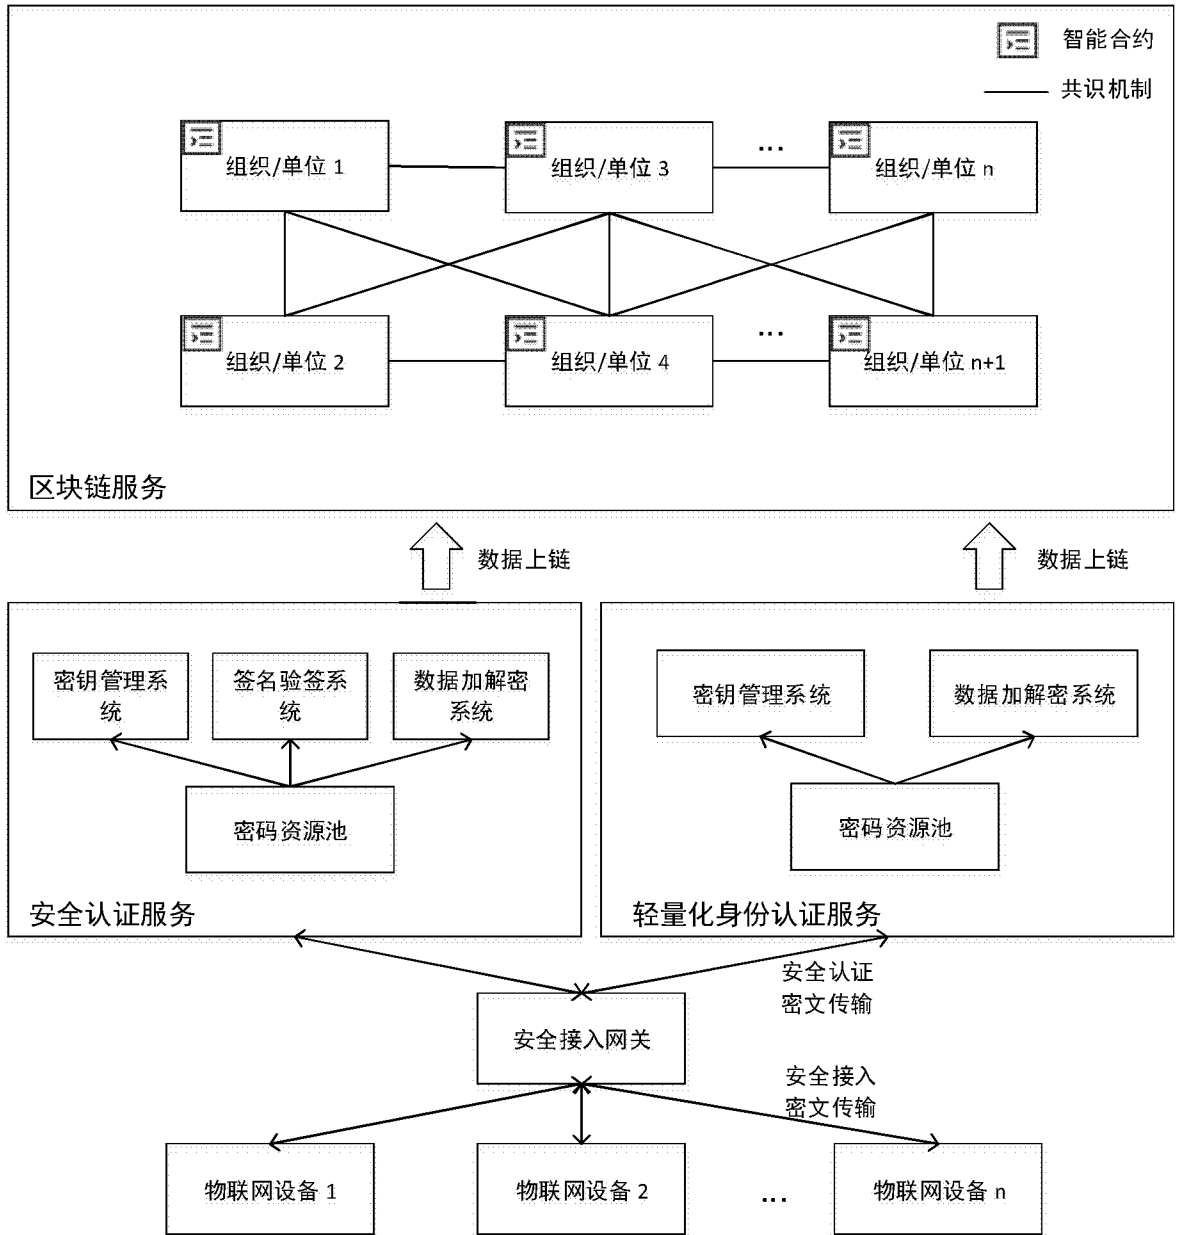 智能合约
共识机制
...
组织/单位 1
组织/单位 3
组织/单位 n
...
组织/单位 2
组织/单位 4
组织/单位 n+1
区块链服务
数据上链
数据上链
密钥管理系
统
签名验签系
统
数据加解密
系统
密码资源池
安全认证服务
密钥管理系统
数据加解密系统
密码资源池
轻量化身份认证服务
安全认证
密文传输
安全接入网关
安全接入
密文传输
物联网设备 1
物联网设备 2
...
物联网设备 n